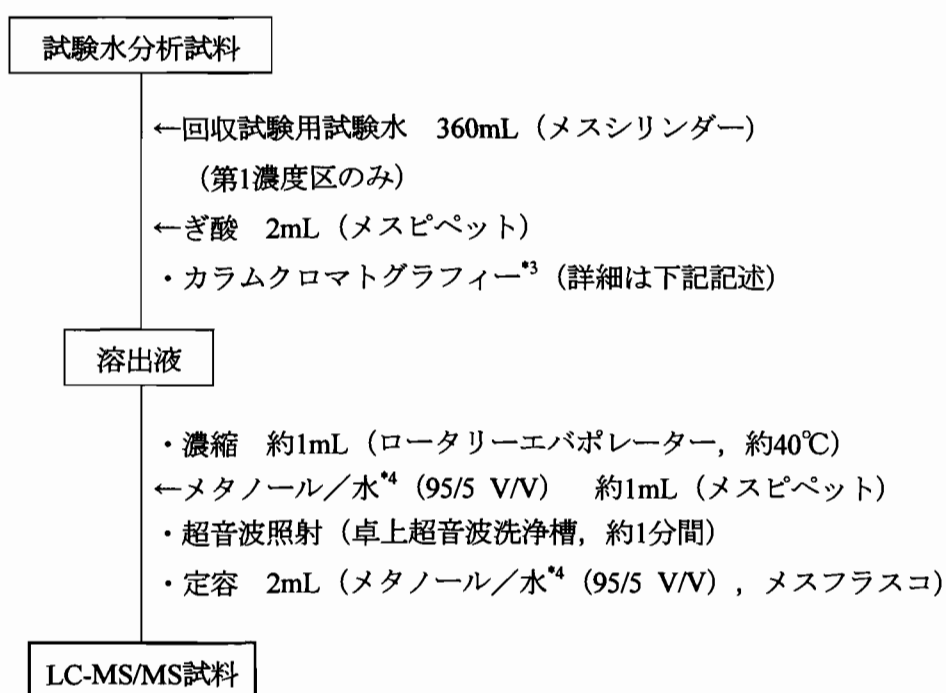 試験水分析試料
←回収試験用試験水 360mL（メスシリンダー）
（第1濃度区のみ）
←ぎ酸 2mL（メスピペット）
・カラムクロマトグラフィー*3（詳細は下記記述）
溶出液
・濃縮 約1mL（ロータリーエバポレーター，約40℃）
←メタノール／水*4（95/5 V/V） 約1mL（メスピペット）
・超音波照射（卓上超音波洗浄槽，約1分間）
・定容 2mL（メタノール／水*4（95/5 V/V），メスフラスコ）
LC-MS/MS試料